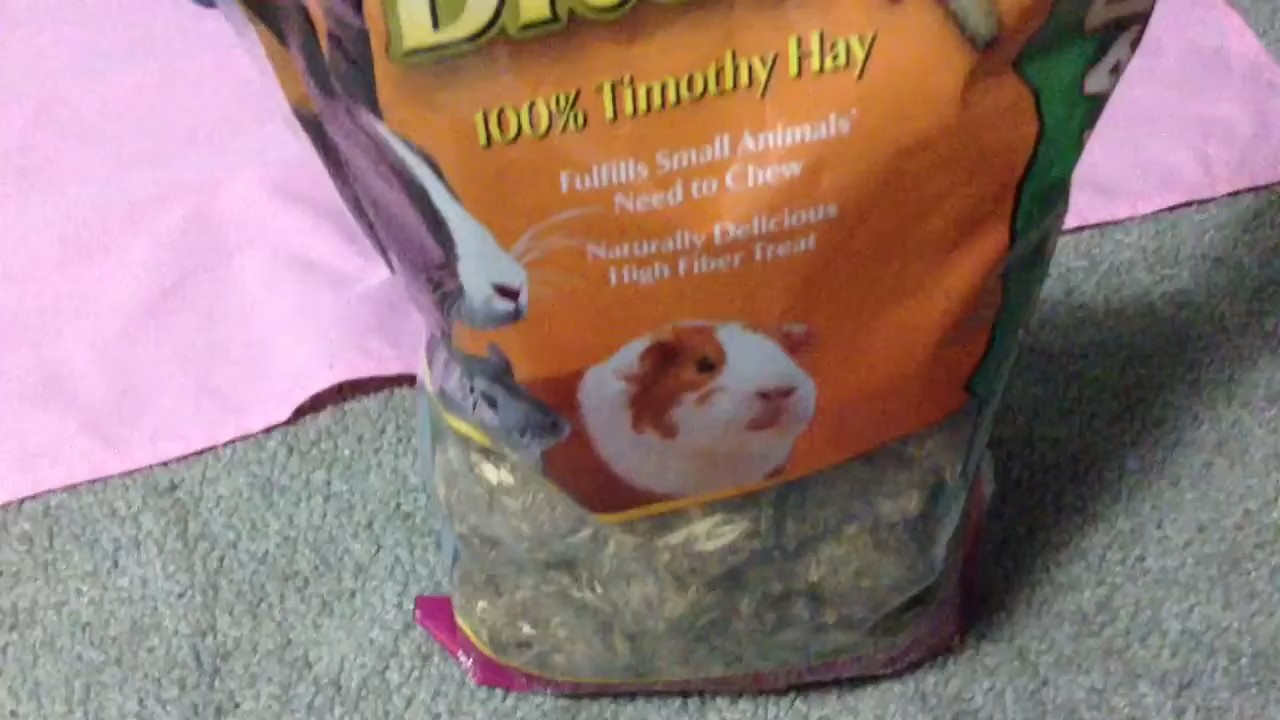 100% Timothy Hay
Fulfills Small Animals'
Need to Chew
Naturally Delicious
High Fiber Treat